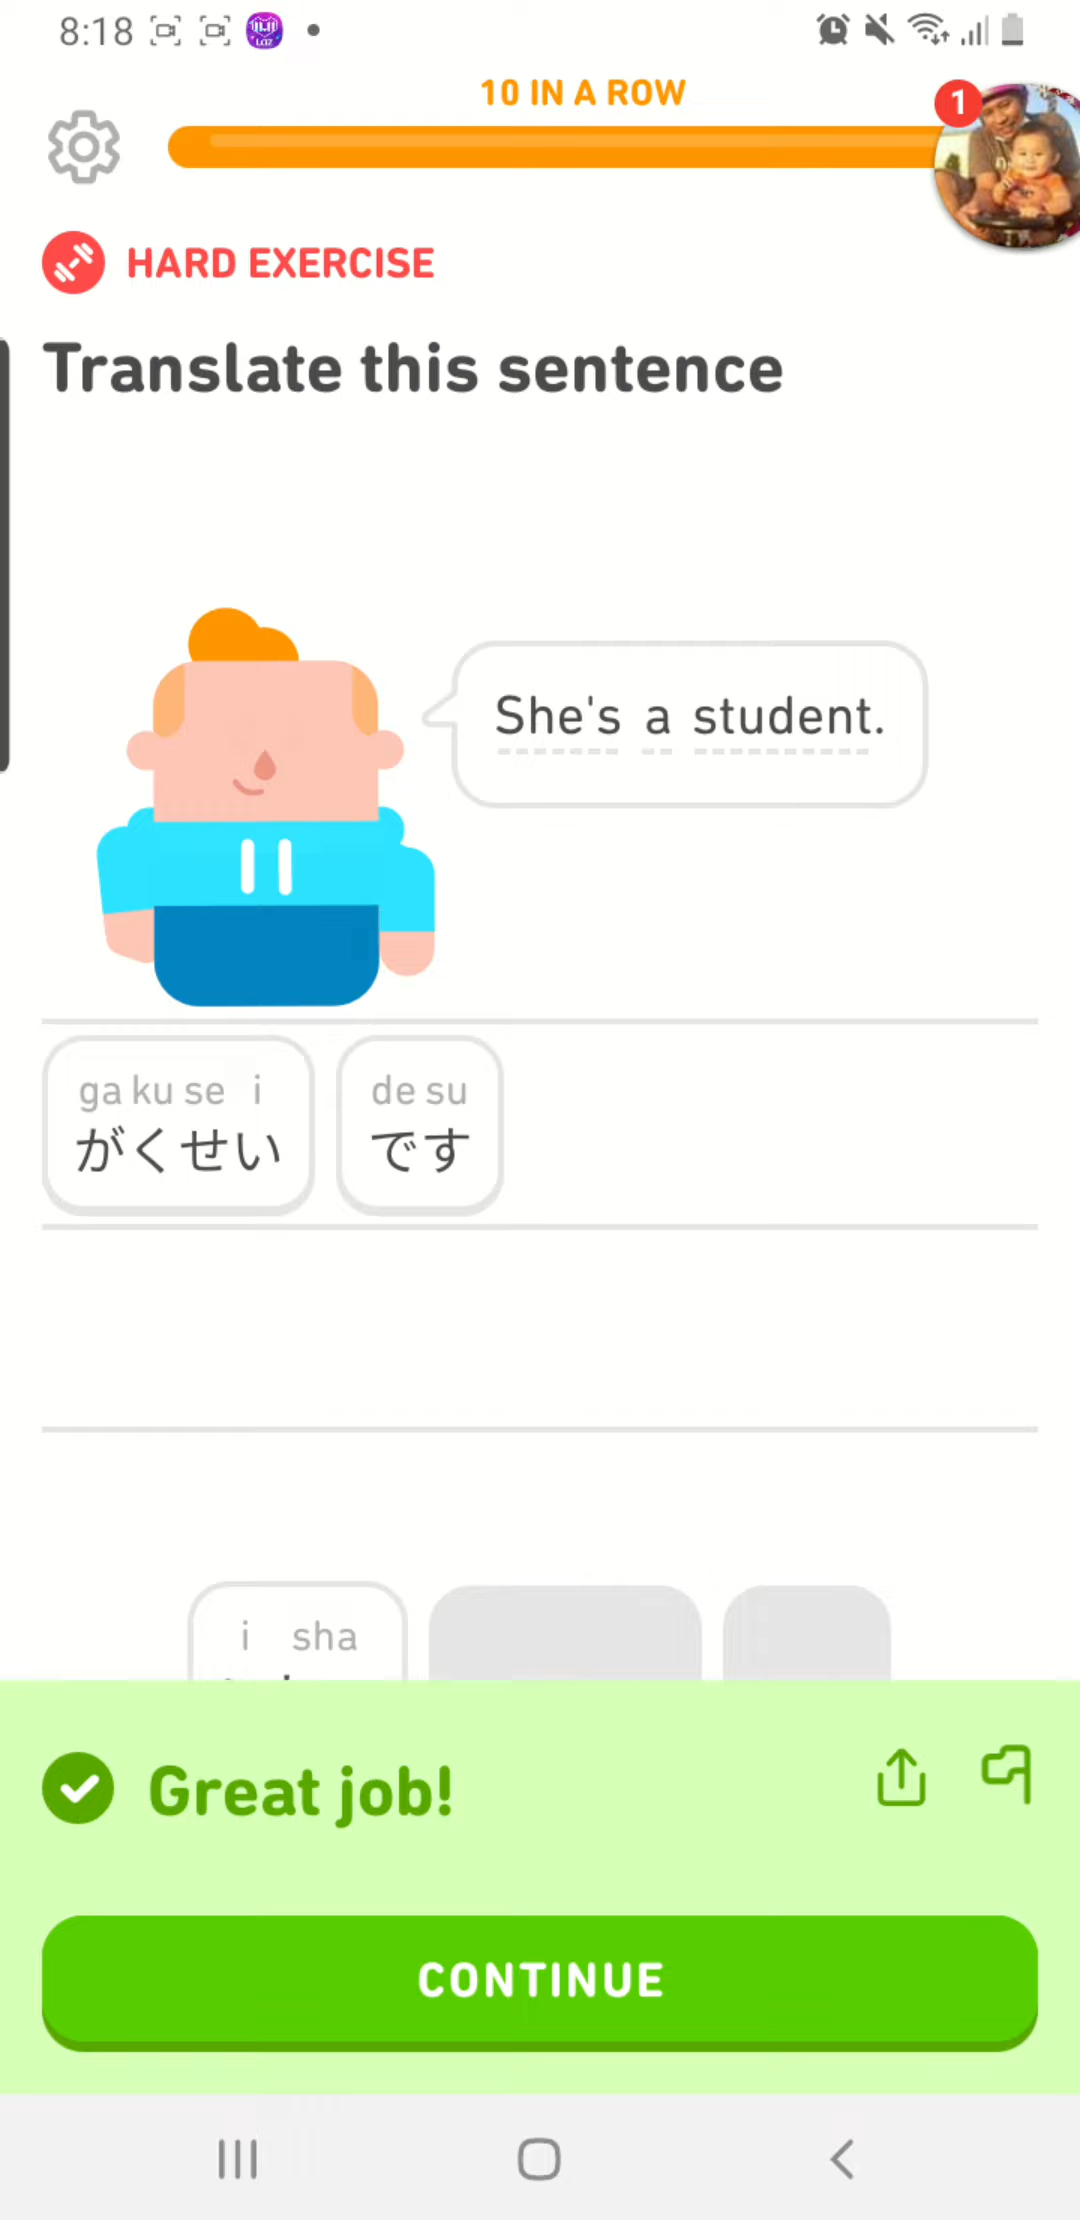 8:18
10 IN A ROW
1
HARD EXERCISE
Translate this sentence
She's a student.
ga ku se i de su
がくせい です
i sha
Great job!
CONTINUE